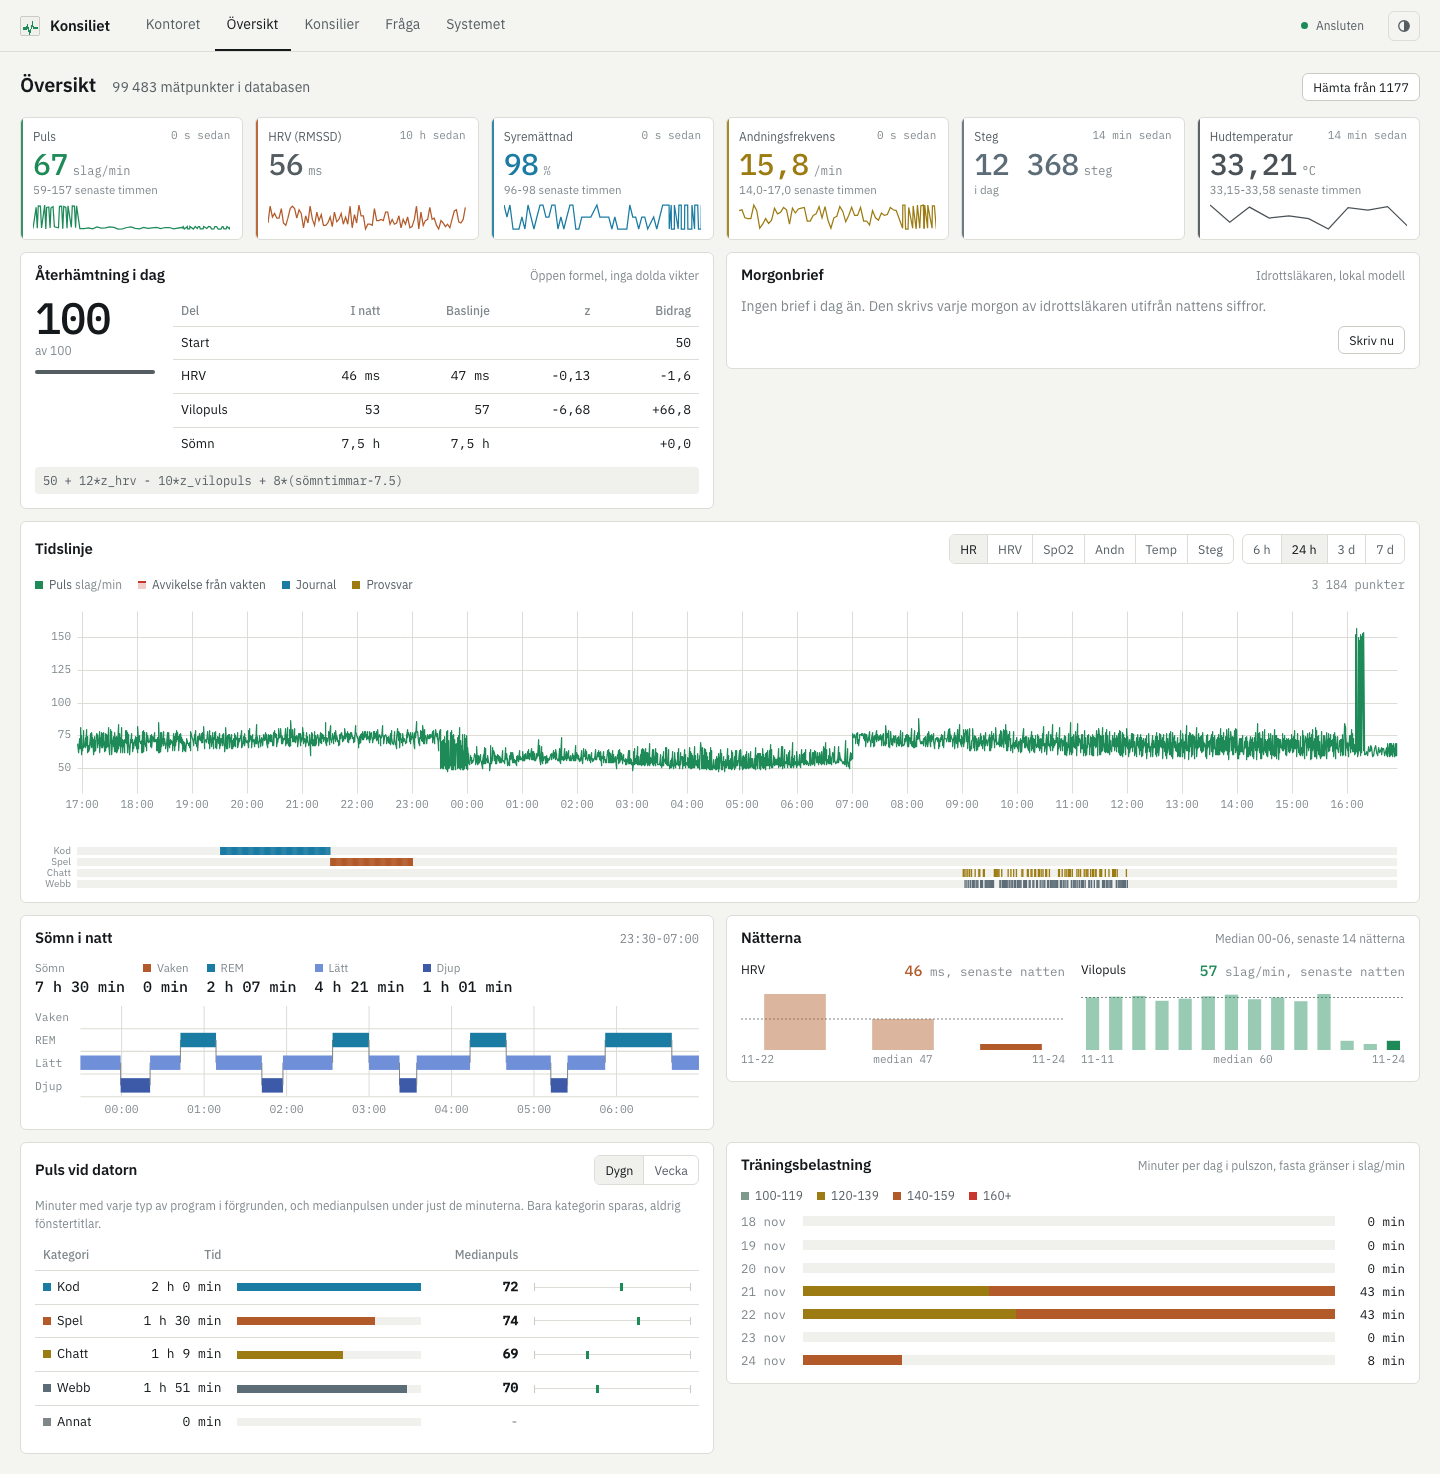 Konsiliet Kontoret Översikt Konsilier Fråga Systemet Ansluten
Översikt 99 483 mätpunkter i databasen Hämta från 1177
Puls 0 s sedan
67 slag/min
59-157 senaste timmen
HRV (RMSSD) 10 h sedan
56 ms
Syremättnad 0 s sedan
98 %
96-98 senaste timmen
Andningsfrekvens 0 s sedan
15,8 /min
14,0-17,0 senaste timmen
Steg 14 min sedan
12 368 steg
i dag
Hudtemperatur 14 min sedan
33,21 °C
33,15-33,58 senaste timmen
Återhämtning i dag Öppen formel, inga dolda vikter
100
av 100
Del I natt Baslinje z Bidrag
Start 50
HRV 46 ms 47 ms -0,13 -1,6
Vilopuls 53 57 -6,68 +66,8
Sömn 7,5 h 7,5 h +0,0
50 + 12*z_hrv - 10*z_vilopuls + 8*(sömntimmar-7.5)
Morgonbrief Idrottsläkaren, lokal modell
Ingen brief i dag än. Den skrivs varje morgon av idrottsläkaren utifrån nattens siffror.
Skriv nu
Tidslinje HR HRV SpO2 Andn Temp Steg 6 h 24 h 3 d 7 d
Puls slag/min Avvikelse från vakten Journal Provsvar 3 184 punkter
150
125
100
75
50
17:00 18:00 19:00 20:00 21:00 22:00 23:00 00:00 01:00 02:00 03:00 04:00 05:00 06:00 07:00 08:00 09:00 10:00 11:00 12:00 13:00 14:00 15:00 16:00
Kod
Spel
Chatt
Webb
Sömn i natt 23:30-07:00
Sömn Vaken REM Lätt Djup
7 h 30 min 0 min 2 h 07 min 4 h 21 min 1 h 01 min
Vaken
REM
Lätt
Djup
00:00 01:00 02:00 03:00 04:00 05:00 06:00
Nätterna Median 00-06, senaste 14 nätterna
HRV 46 ms, senaste natten
11-22 median 47 11-24
Vilopuls 57 slag/min, senaste natten
11-11 median 60 11-24
Puls vid datorn Dygn Vecka
Minuter med varje typ av program i förgrunden, och medianpulsen under just de minuterna. Bara kategorin sparas, aldrig
fönstertitlar.
Kategori Tid Medianpuls
Kod 2 h 0 min 72
Spel 1 h 30 min 74
Chatt 1 h 9 min 69
Webb 1 h 51 min 70
Annat 0 min -
Träningsbelastning Minuter per dag i pulszon, fasta gränser i slag/min
100-119 120-139 140-159 160+
18 nov 0 min
19 nov 0 min
20 nov 0 min
21 nov 43 min
22 nov 43 min
23 nov 0 min
24 nov 8 min